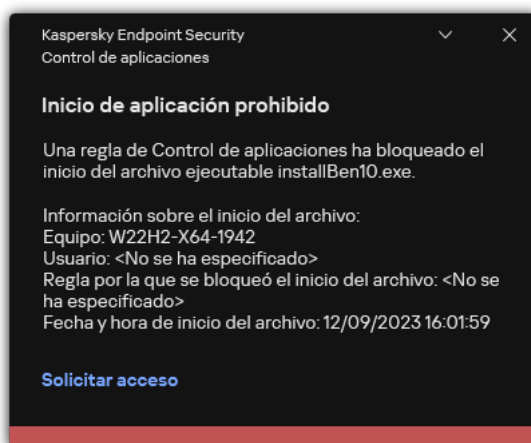 Kaspersky Endpoint Security
Control de aplicaciones
Inicio de aplicación prohibido
Una regla de Control de aplicaciones ha bloqueado el
inicio del archivo ejecutable installBen10.exe.
Información sobre el inicio del archivo:
Equipo: W22H2-X64-1942
Usuario: <No se ha especificado>
Regla por la que se bloqueó el inicio del archivo: <No se
ha especificado>
Fecha y hora de inicio del archivo: 12/09/2023 16:01:59
Solicitar acceso